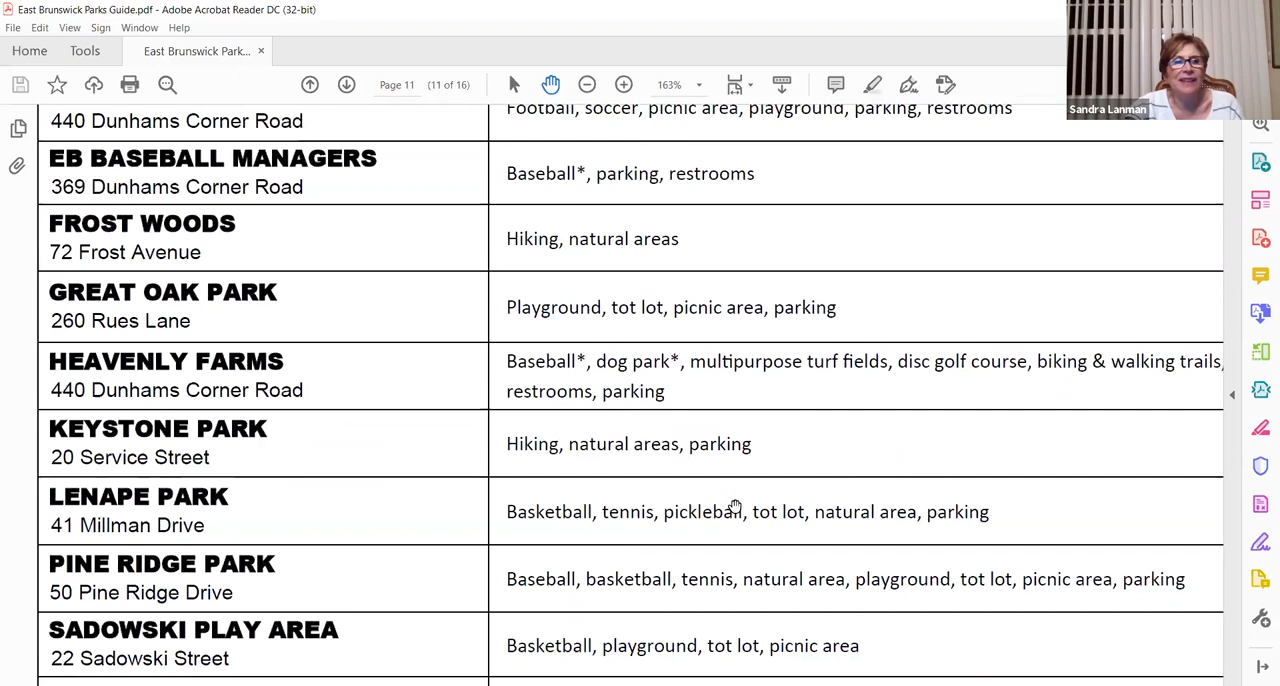 East Brunswick Parks Guide.pdf - Adobe Acrobat Reader DC (32-bit)
File Edit View Sign Window Help
Home Tools East Brunswick Park... ×
Page 11 (11 of 16) 163%
Sandra Lanman
440 Dunhams Corner Road
Football, soccer, picnic area, playground, parking, restrooms
EB BASEBALL MANAGERS
369 Dunhams Corner Road
Baseball*, parking, restrooms
FROST WOODS
72 Frost Avenue
Hiking, natural areas
GREAT OAK PARK
260 Rues Lane
Playground, tot lot, picnic area, parking
HEAVENLY FARMS
440 Dunhams Corner Road
Baseball*, dog park*, multipurpose turf fields, disc golf course, biking & walking trails,
restrooms, parking
KEYSTONE PARK
20 Service Street
Hiking, natural areas, parking
LENAPE PARK
41 Millman Drive
Basketball, tennis, pickleball, tot lot, natural area, parking
PINE RIDGE PARK
50 Pine Ridge Drive
Baseball, basketball, tennis, natural area, playground, tot lot, picnic area, parking
SADOWSKI PLAY AREA
22 Sadowski Street
Basketball, playground, tot lot, picnic area